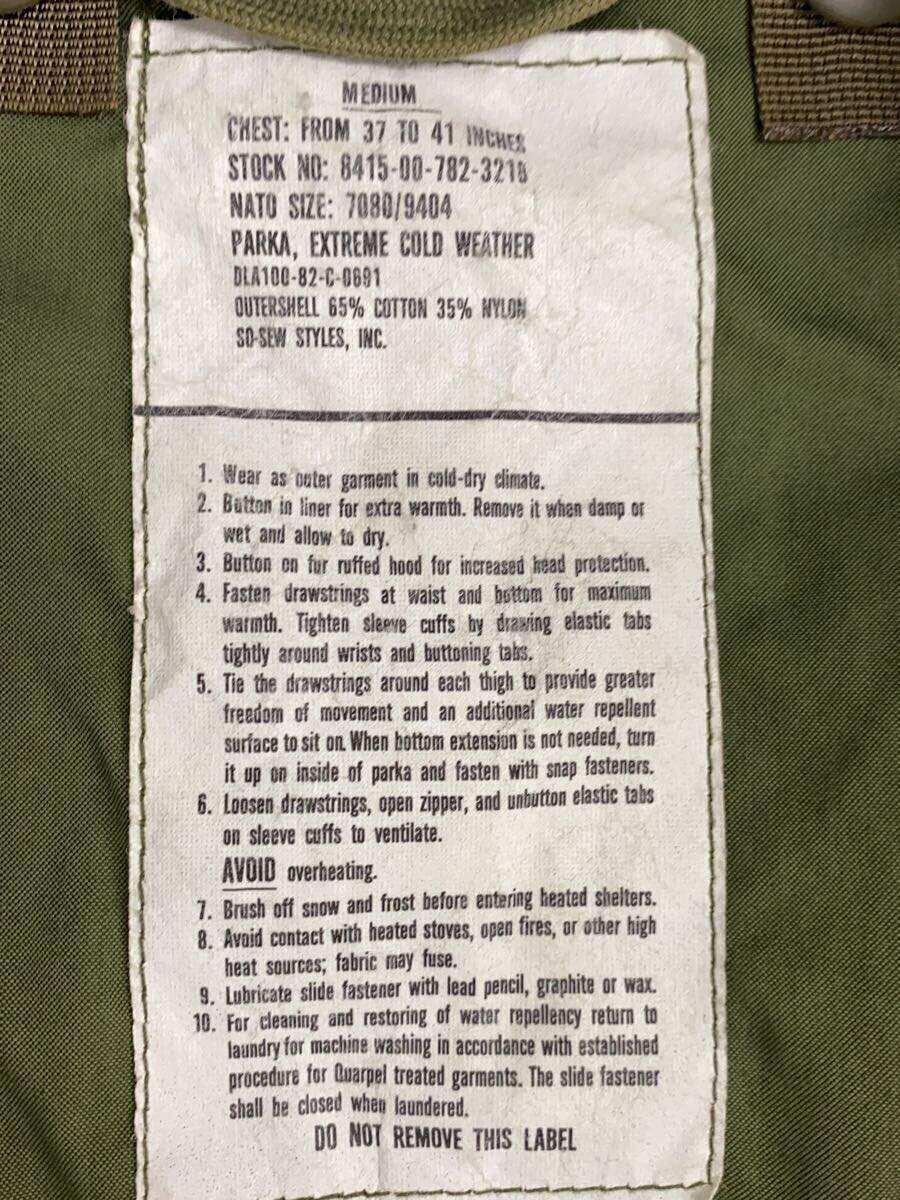 MEDIUM
CHEST: FROM 37 TO 41 INCHES
STOCK NO: 8415-00-782-3218
NATO SIZE: 7080/9404
PARKA, EXTREME COLD WEATHER
DLA100-82-C-0691
OUTERSHELL 65% COTTON 35% NYLON
SO-SEW STYLES, INC.
1. Wear as outer garment in cold-dry climate.
2. Button in liner for extra warmth. Remove it when damp or
wet and allow to dry.
3. Button on fur ruffed hood for increased head protection.
4. Fasten drawstrings at waist and bottom for maximum
warmth. Tighten sleeve cuffs by drawing elastic tabs
tightly around wrists and buttoning tabs.
5. Tie the drawstrings around each thigh to provide greater
freedom of movement and an additional water repellent
surface to sit on. When bottom extension is not needed, turn
it up on inside of parka and fasten with snap fasteners.
6. Loosen drawstrings, open zipper, and unbutton elastic tabs
on sleeve cuffs to ventilate.
AVOID overheating.
7. Brush off snow and frost before entering heated shelters.
8. Avoid contact with heated stoves, open fires, or other high
heat sources; fabric may fuse.
9. Lubricate slide fastener with lead pencil, graphite or wax.
10. For cleaning and restoring of water repellency return to
laundry for machine washing in accordance with established
procedure for Quarpel treated garments. The slide fastener
shall be closed when laundered.
DO NOT REMOVE THIS LABEL